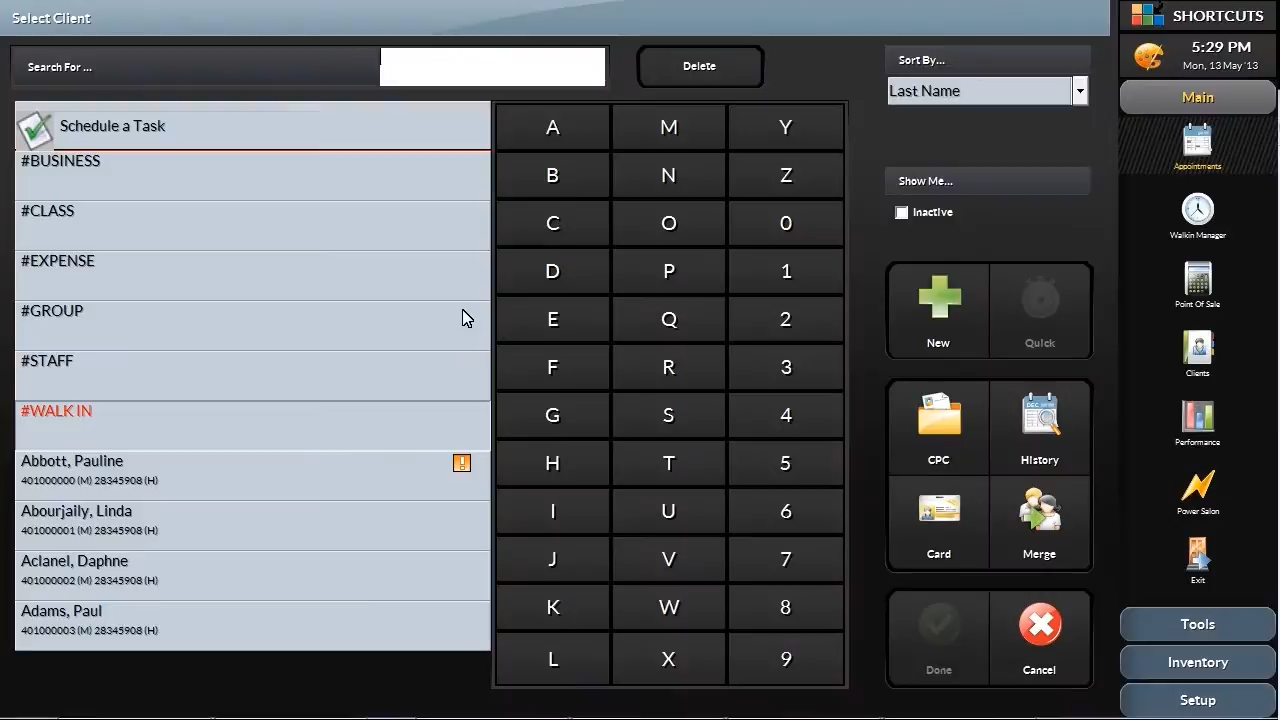 Select Client
Search For ...
Delete
Schedule a Task
#BUSINESS
#CLASS
#EXPENSE
#GROUP
#STAFF
#WALK IN
Abbott, Pauline
401000000 (M) 28345908 (H)
Abourjaily, Linda
401000001 (M) 28345908 (H)
Aclanel, Daphne
401000002 (M) 28345908 (H)
Adams, Paul
401000003 (M) 28345908 (H)
A M Y
B N Z
C O 0
D P 1
E Q 2
F R 3
G S 4
H T 5
I U 6
J V 7
K W 8
L X 9
Sort By...
Last Name
Show Me...
Inactive
New
Quick
CPC
History
Card
Merge
Done
Cancel
SHORTCUTS
5:29 PM
Mon, 13 May '13
Main
Appointments
Walkin Manager
Point Of Sale
Clients
Performance
Power Salon
Exit
Tools
Inventory
Setup